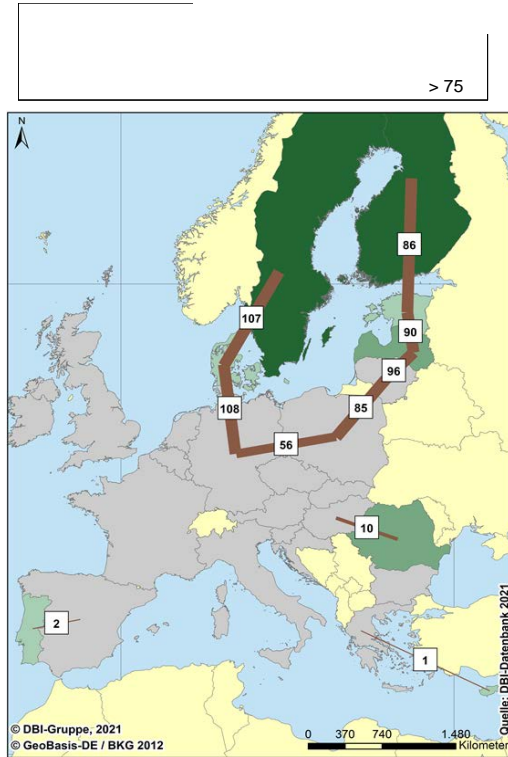 > 75
N
86
107
90
96
108
85
56
10
2
1
Quelle: DBI-Datenbank 2021
© DBI-Gruppe, 2021
© GeoBasis-DE / BKG 2012
0 370 740 1.480
Kilometer